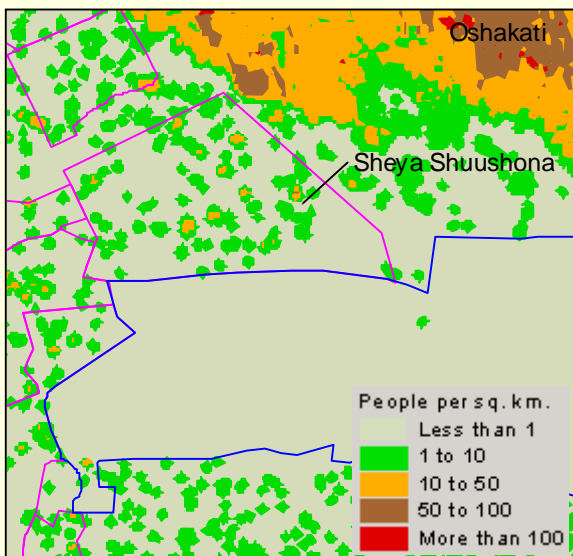 Oshakati
Sheya Shuushona
People per sq. km.
Less than 1
1 to 10
10 to 50
50 to 100
More than 100